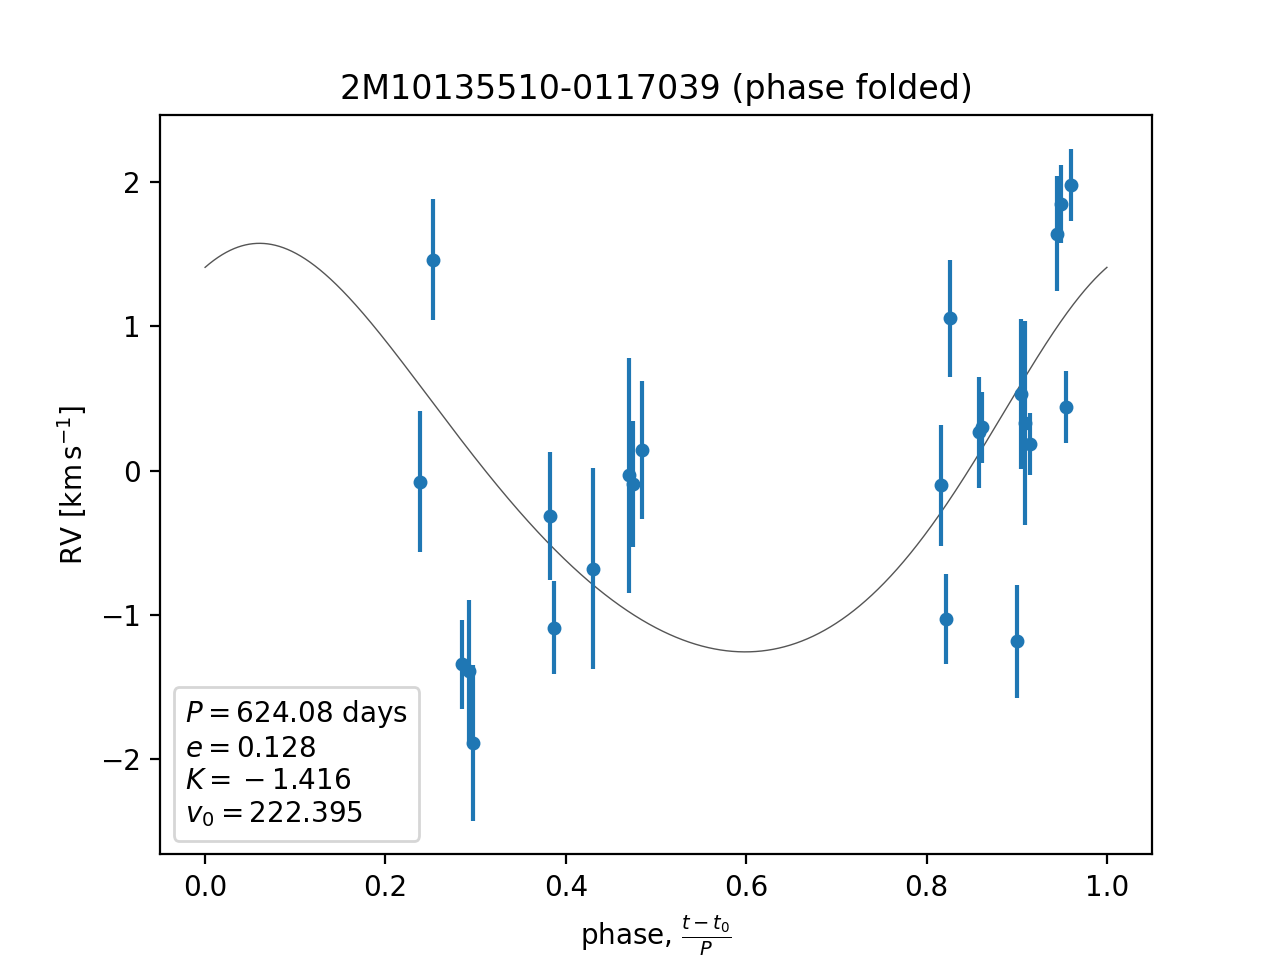 2M10135510-0117039 (phase folded)
RV [km s⁻¹]
2
1
0
−1
−2
P = 624.08 days
e = 0.128
K = −1.416
v₀ = 222.395
0.0 0.2 0.4 0.6 0.8 1.0
phase, (t − t₀)/P